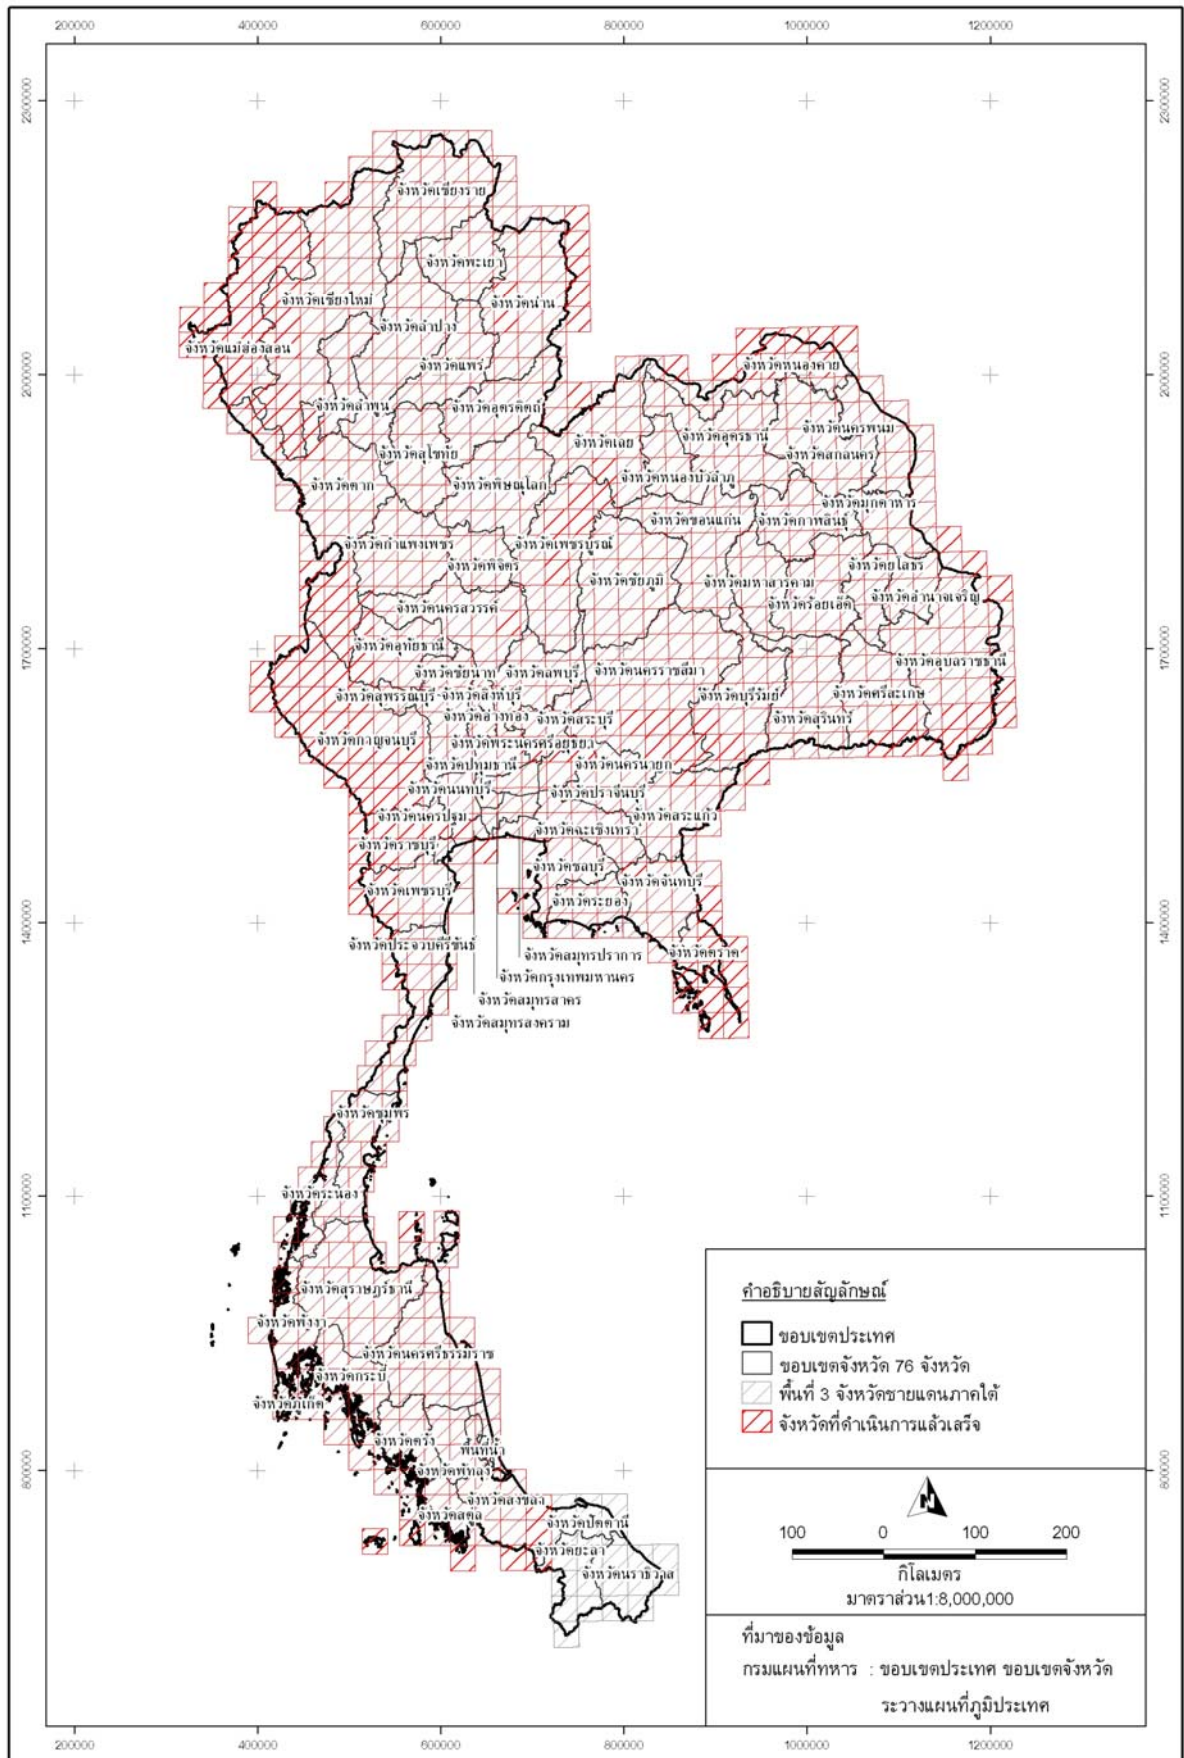 200000 400000 600000 800000 1000000 1200000
2300000 2300000
จังหวัดเชียงราย
จังหวัดพะเยา
จังหวัดเชียงใหม่ จังหวัดน่าน
จังหวัดลำปาง
จังหวัดแม่ฮ่องสอน
จังหวัดแพร่ จังหวัดหนองคาย
2000000 2000000
จังหวัดลำพูน จังหวัดอุตรดิตถ์
จังหวัดนครพนม
จังหวัดเลย จังหวัดอุดรธานี
จังหวัดสุโขทัย จังหวัดสกลนคร
จังหวัดตาก จังหวัดพิษณุโลก จังหวัดหนองบัวลำภู
จังหวัดมุกดาหาร
จังหวัดขอนแก่น จังหวัดกาฬสินธุ์
จังหวัดกำแพงเพชร จังหวัดเพชรบูรณ์
จังหวัดพิจิตร จังหวัดยโสธร
จังหวัดชัยภูมิ จังหวัดมหาสารคาม
จังหวัดอำนาจเจริญ
จังหวัดนครสวรรค์ จังหวัดร้อยเอ็ด
จังหวัดอุทัยธานี
1700000 1700000
จังหวัดอุบลราชธานี
จังหวัดชัยนาท จังหวัดลพบุรี จังหวัดนครราชสีมา
จังหวัดสุพรรณบุรี จังหวัดสิงห์บุรี จังหวัดบุรีรัมย์ จังหวัดศรีสะเกษ
จังหวัดอ่างทอง จังหวัดสระบุรี จังหวัดสุรินทร์
จังหวัดกาญจนบุรี จังหวัดพระนครศรีอยุธยา
จังหวัดปทุมธานี จังหวัดนครนายก
จังหวัดนนทบุรี จังหวัดปราจีนบุรี
จังหวัดนครปฐม จังหวัดสระแก้ว
จังหวัดฉะเชิงเทรา
จังหวัดราชบุรี
จังหวัดชลบุรี
จังหวัดเพชรบุรี จังหวัดจันทบุรี
จังหวัดระยอง
1400000 1400000
จังหวัดประจวบคีรีขันธ์
จังหวัดตราด
จังหวัดสมุทรปราการ
จังหวัดกรุงเทพมหานคร
จังหวัดสมุทรสาคร
จังหวัดสมุทรสงคราม
จังหวัดชุมพร
1100000 1100000
จังหวัดระนอง
จังหวัดสุราษฎร์ธานี
จังหวัดพังงา
จังหวัดนครศรีธรรมราช
จังหวัดกระบี่
จังหวัดภูเก็ต
จังหวัดตรัง
พื้นที่น้ำ
800000 800000
จังหวัดพัทลุง
จังหวัดสงขลา
จังหวัดสตูล
จังหวัดปัตตานี
จังหวัดยะลา
จังหวัดนราธิวาส
คำอธิบายสัญลักษณ์
ขอบเขตประเทศ
ขอบเขตจังหวัด 76 จังหวัด
พื้นที่ 3 จังหวัดชายแดนภาคใต้
จังหวัดที่ดำเนินการแล้วเสร็จ
N
100 0 100 200
กิโลเมตร
มาตราส่วน1:8,000,000
ที่มาของข้อมูล
กรมแผนที่ทหาร : ขอบเขตประเทศ ขอบเขตจังหวัด
ระวางแผนที่ภูมิประเทศ
200000 400000 600000 800000 1000000 1200000